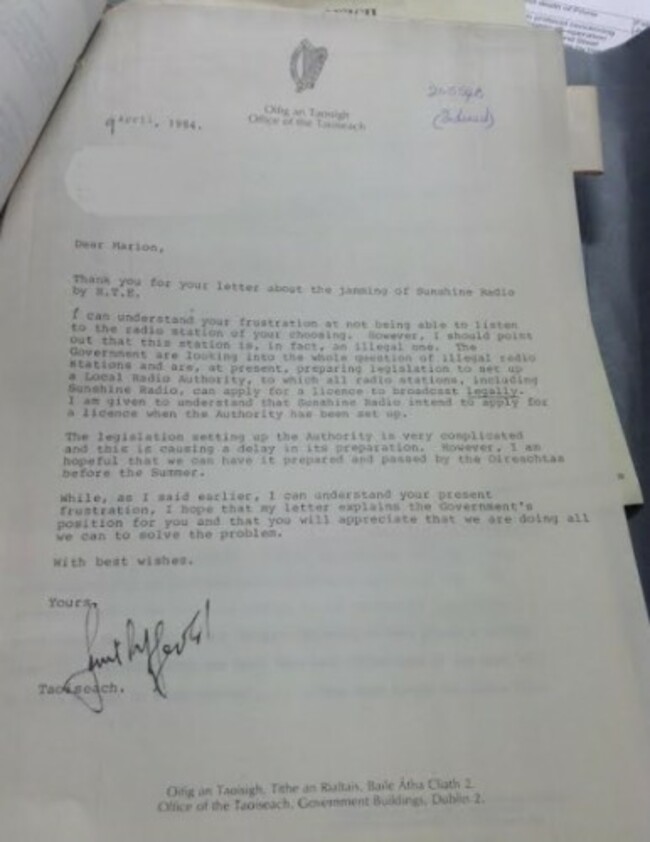 Oifig an Taoisigh
Office of the Taoiseach
9 April, 1984.
Dear Marion,
Thank you for your letter about the jamming of Sunshine Radio
by R.T.E.
I can understand your frustration at not being able to listen
to the radio station of your choosing. However, I should point
out that this station is, in fact, an illegal one. The
Government are looking into the whole question of illegal radio
stations and are, at present, preparing legislation to set up
a Local Radio Authority, to which all radio stations, including
Sunshine Radio, can apply for a licence to broadcast legally.
I am given to understand that Sunshine Radio intend to apply for
a licence when the Authority has been set up.
The legislation setting up the Authority is very complicated
and this is causing a delay in its preparation. However, I am
hopeful that we can have it prepared and passed by the Oireachtas
before the Summer.
While, as I said earlier, I can understand your present
frustration, I hope that my letter explains the Government's
position for you and that you will appreciate that we are doing all
we can to solve the problem.
With best wishes.
Yours,
Taoiseach.
Oifig an Taoisigh, Tithe an Rialtais, Baile Átha Cliath 2.
Office of the Taoiseach, Government Buildings, Dublin 2.